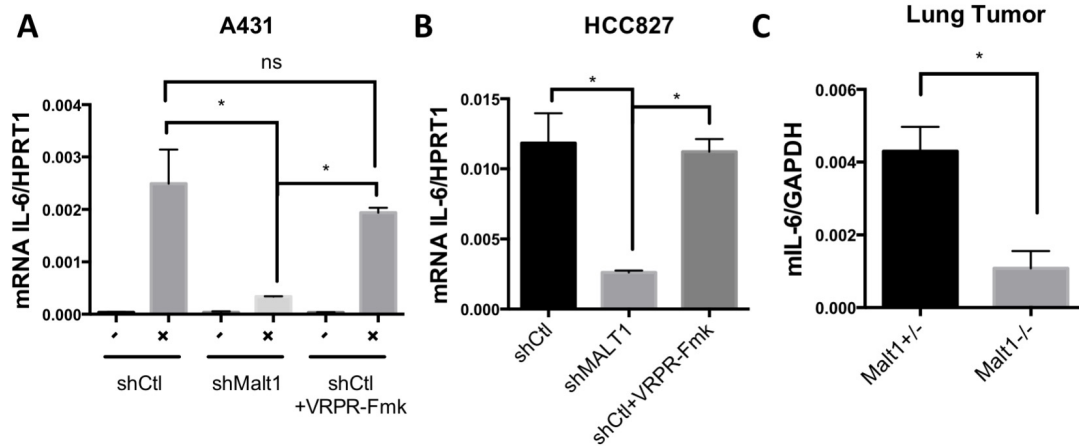 A
A431
ns
*
*
mRNA IL-6/HPRT1
0.004
0.003
0.002
0.001
0.000
- + - + - +
shCtl shMalt1 shCtl
+VRPR-Fmk
B
HCC827
*
*
mRNA IL-6/HPRT1
0.015
0.010
0.005
0.000
shCtl
shMALT1
shCtl+VRPR-Fmk
C
Lung Tumor
*
mIL-6/GAPDH
0.006
0.004
0.002
0.000
Malt1+/-
Malt1-/-